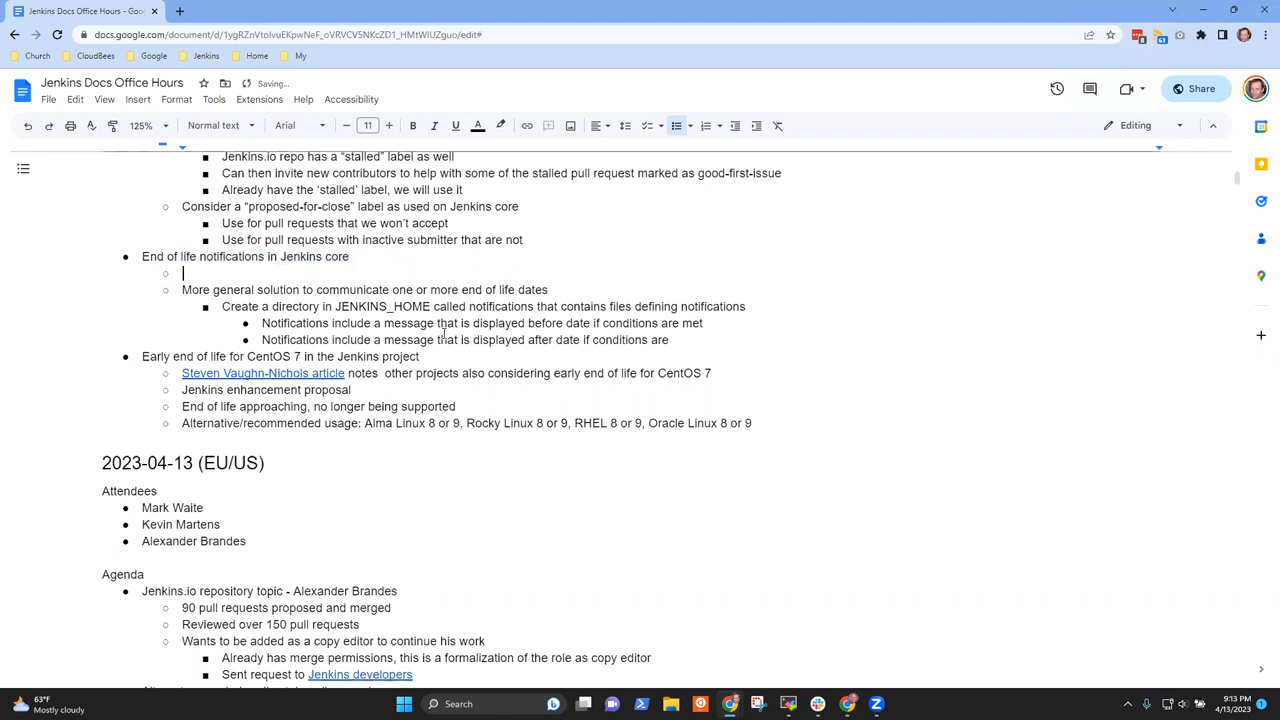 Jenkins Docs Office Hours -
docs.google.com/document/d/1ygRZnVtoIvuEKpwNeF_oVRVCV5NKcZD1_HMtWIUZguo/edit#
Church CloudBees Google Jenkins Home My
Jenkins Docs Office Hours Saving...
File Edit View Insert Format Tools Extensions Help Accessibility
Share
125% Normal text Arial 11 Editing
Jenkins.io repo has a “stalled” label as well
Can then invite new contributors to help with some of the stalled pull request marked as good-first-issue
Already have the ‘stalled’ label, we will use it
Consider a “proposed-for-close” label as used on Jenkins core
Use for pull requests that we won’t accept
Use for pull requests with inactive submitter that are not
End of life notifications in Jenkins core
More general solution to communicate one or more end of life dates
Create a directory in JENKINS_HOME called notifications that contains files defining notifications
Notifications include a message that is displayed before date if conditions are met
Notifications include a message that is displayed after date if conditions are
Early end of life for CentOS 7 in the Jenkins project
Steven Vaughn-Nichols article notes other projects also considering early end of life for CentOS 7
Jenkins enhancement proposal
End of life approaching, no longer being supported
Alternative/recommended usage: Alma Linux 8 or 9, Rocky Linux 8 or 9, RHEL 8 or 9, Oracle Linux 8 or 9
2023-04-13 (EU/US)
Attendees
Mark Waite
Kevin Martens
Alexander Brandes
Agenda
Jenkins.io repository topic - Alexander Brandes
90 pull requests proposed and merged
Reviewed over 150 pull requests
Wants to be added as a copy editor to continue his work
Already has merge permissions, this is a formalization of the role as copy editor
Sent request to Jenkins developers
63°F
Mostly cloudy
Search
9:13 PM
4/13/2023